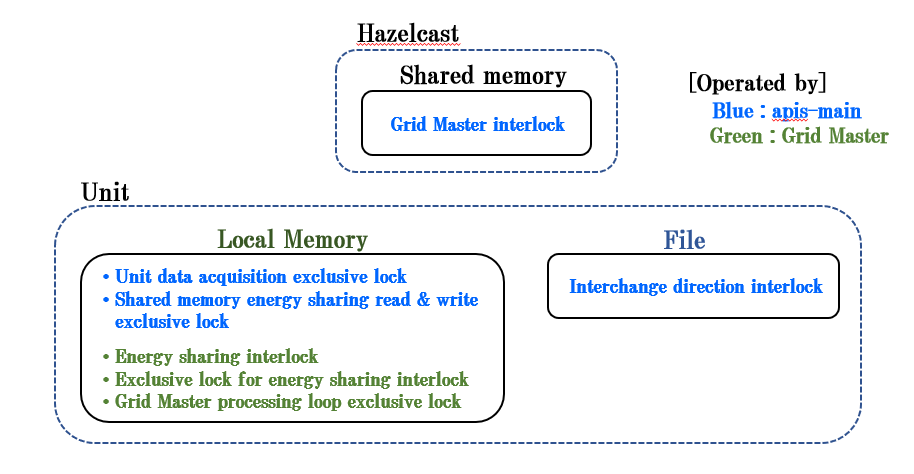 Hazelcast
Shared memory
Grid Master interlock
[Operated by]
Blue : apis-main
Green : Grid Master
Unit
Local Memory
• Unit data acquisition exclusive lock
• Shared memory energy sharing read & write
exclusive lock
• Energy sharing interlock
• Exclusive lock for energy sharing interlock
• Grid Master processing loop exclusive lock
File
Interchange direction interlock